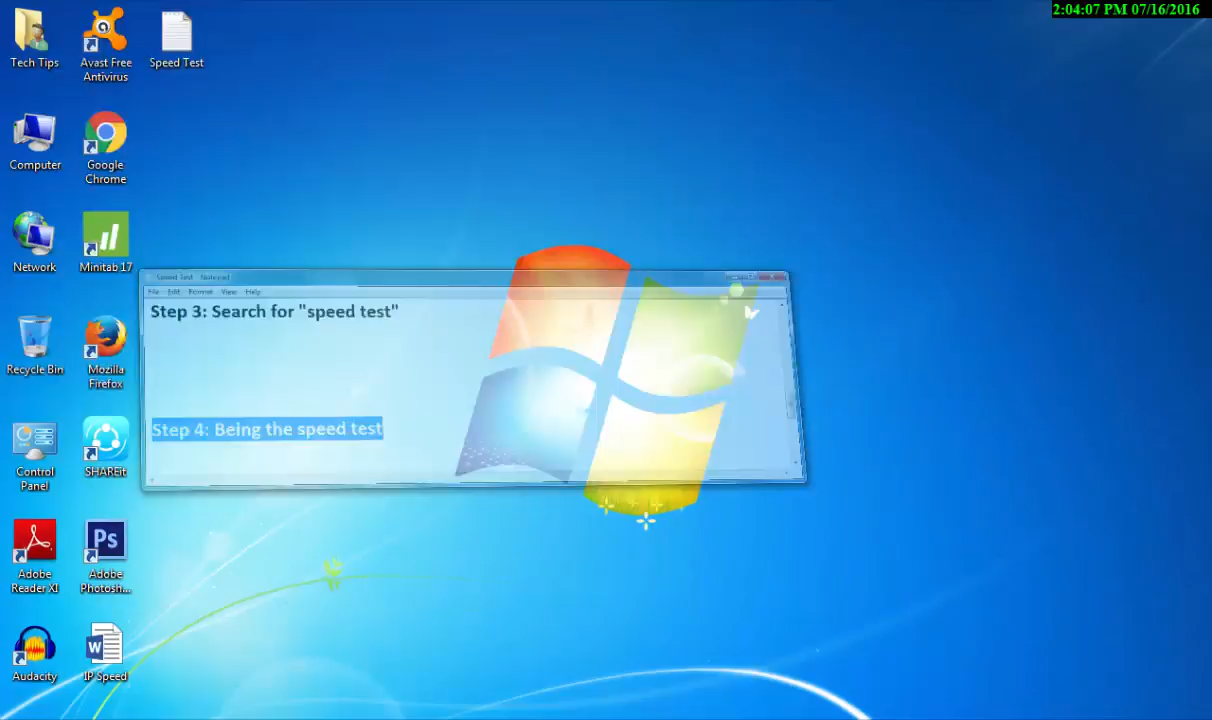 2:04:07 PM 07/16/2016
Tech Tips
Avast Free
Antivirus
Speed Test
Computer
Google
Chrome
Network
Minitab 17
Speed Test - Notepad
File Edit Format View Help
Step 3: Search for "speed test"
Recycle Bin
Mozilla
Firefox
Step 4: Being the speed test
Control
Panel
SHAREit
Adobe
Reader XI
Ps
Adobe
Photosh...
Audacity
W
IP Speed